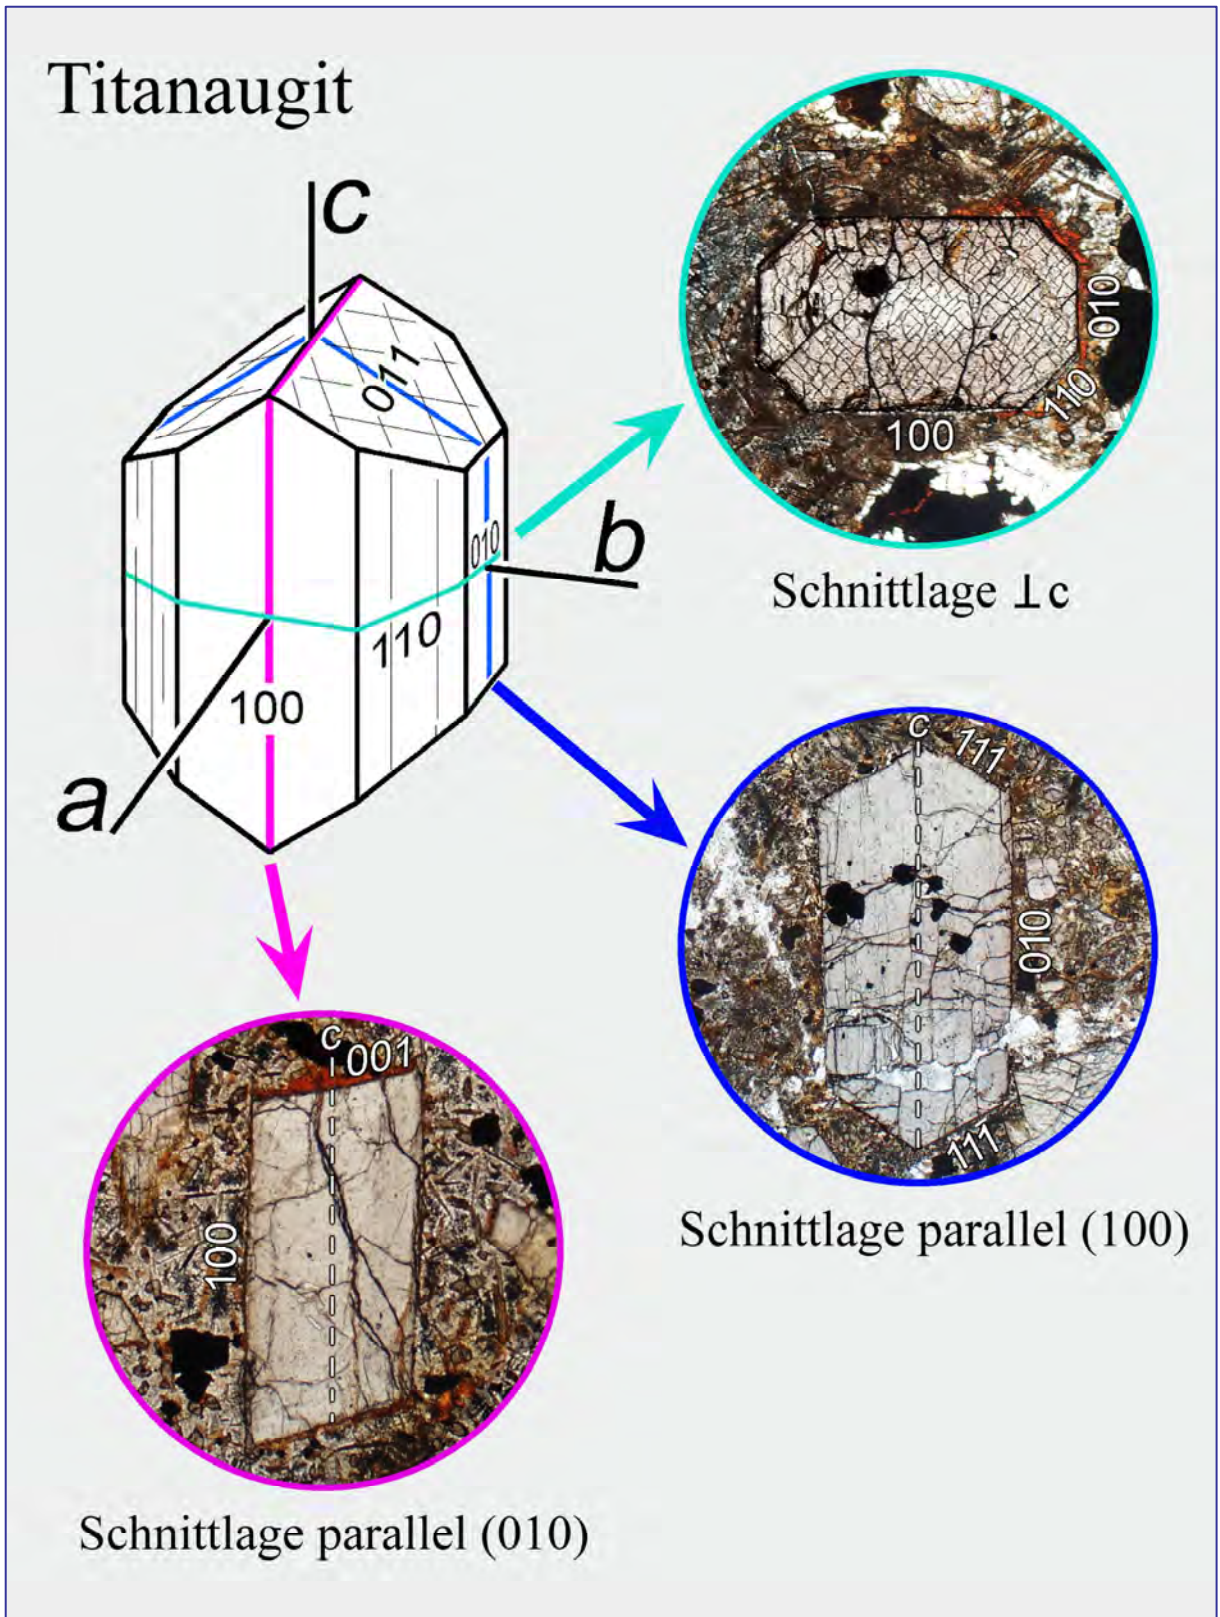 Titanaugit
c
011
010
b
110
100
a
010
110
100
Schnittlage ⊥c
c
111
010
111
Schnittlage parallel (100)
c
001
100
Schnittlage parallel (010)